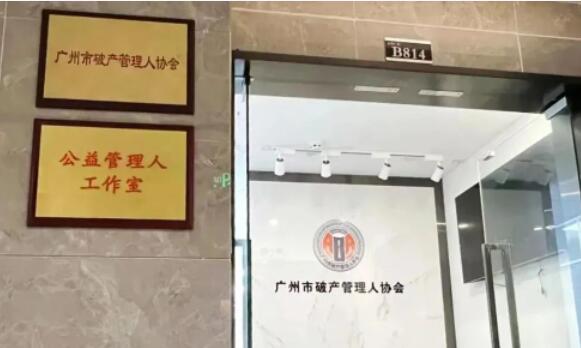 广州市破产管理人协会
公益管理人
工作室
B814
广州市破产管理人协会